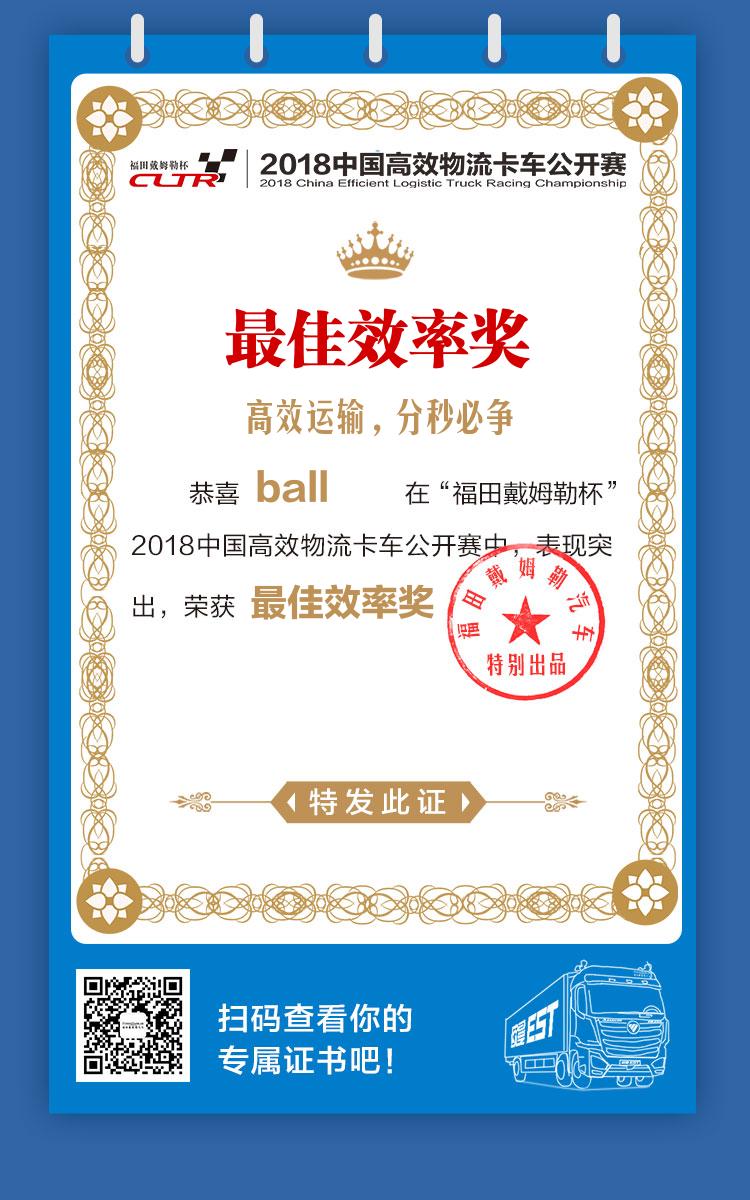 福田戴姆勒杯
CLTR
2018中国高效物流卡车公开赛
2018 China Efficient Logistic Truck Racing Championship
最佳效率奖
高效运输，分秒必争
恭喜 ball 在“福田戴姆勒杯”
2018中国高效物流卡车公开赛中，表现突
出，荣获 最佳效率奖
福田戴姆勒汽车
特别出品
特发此证
扫码查看你的
专属证书吧！
欧曼EST